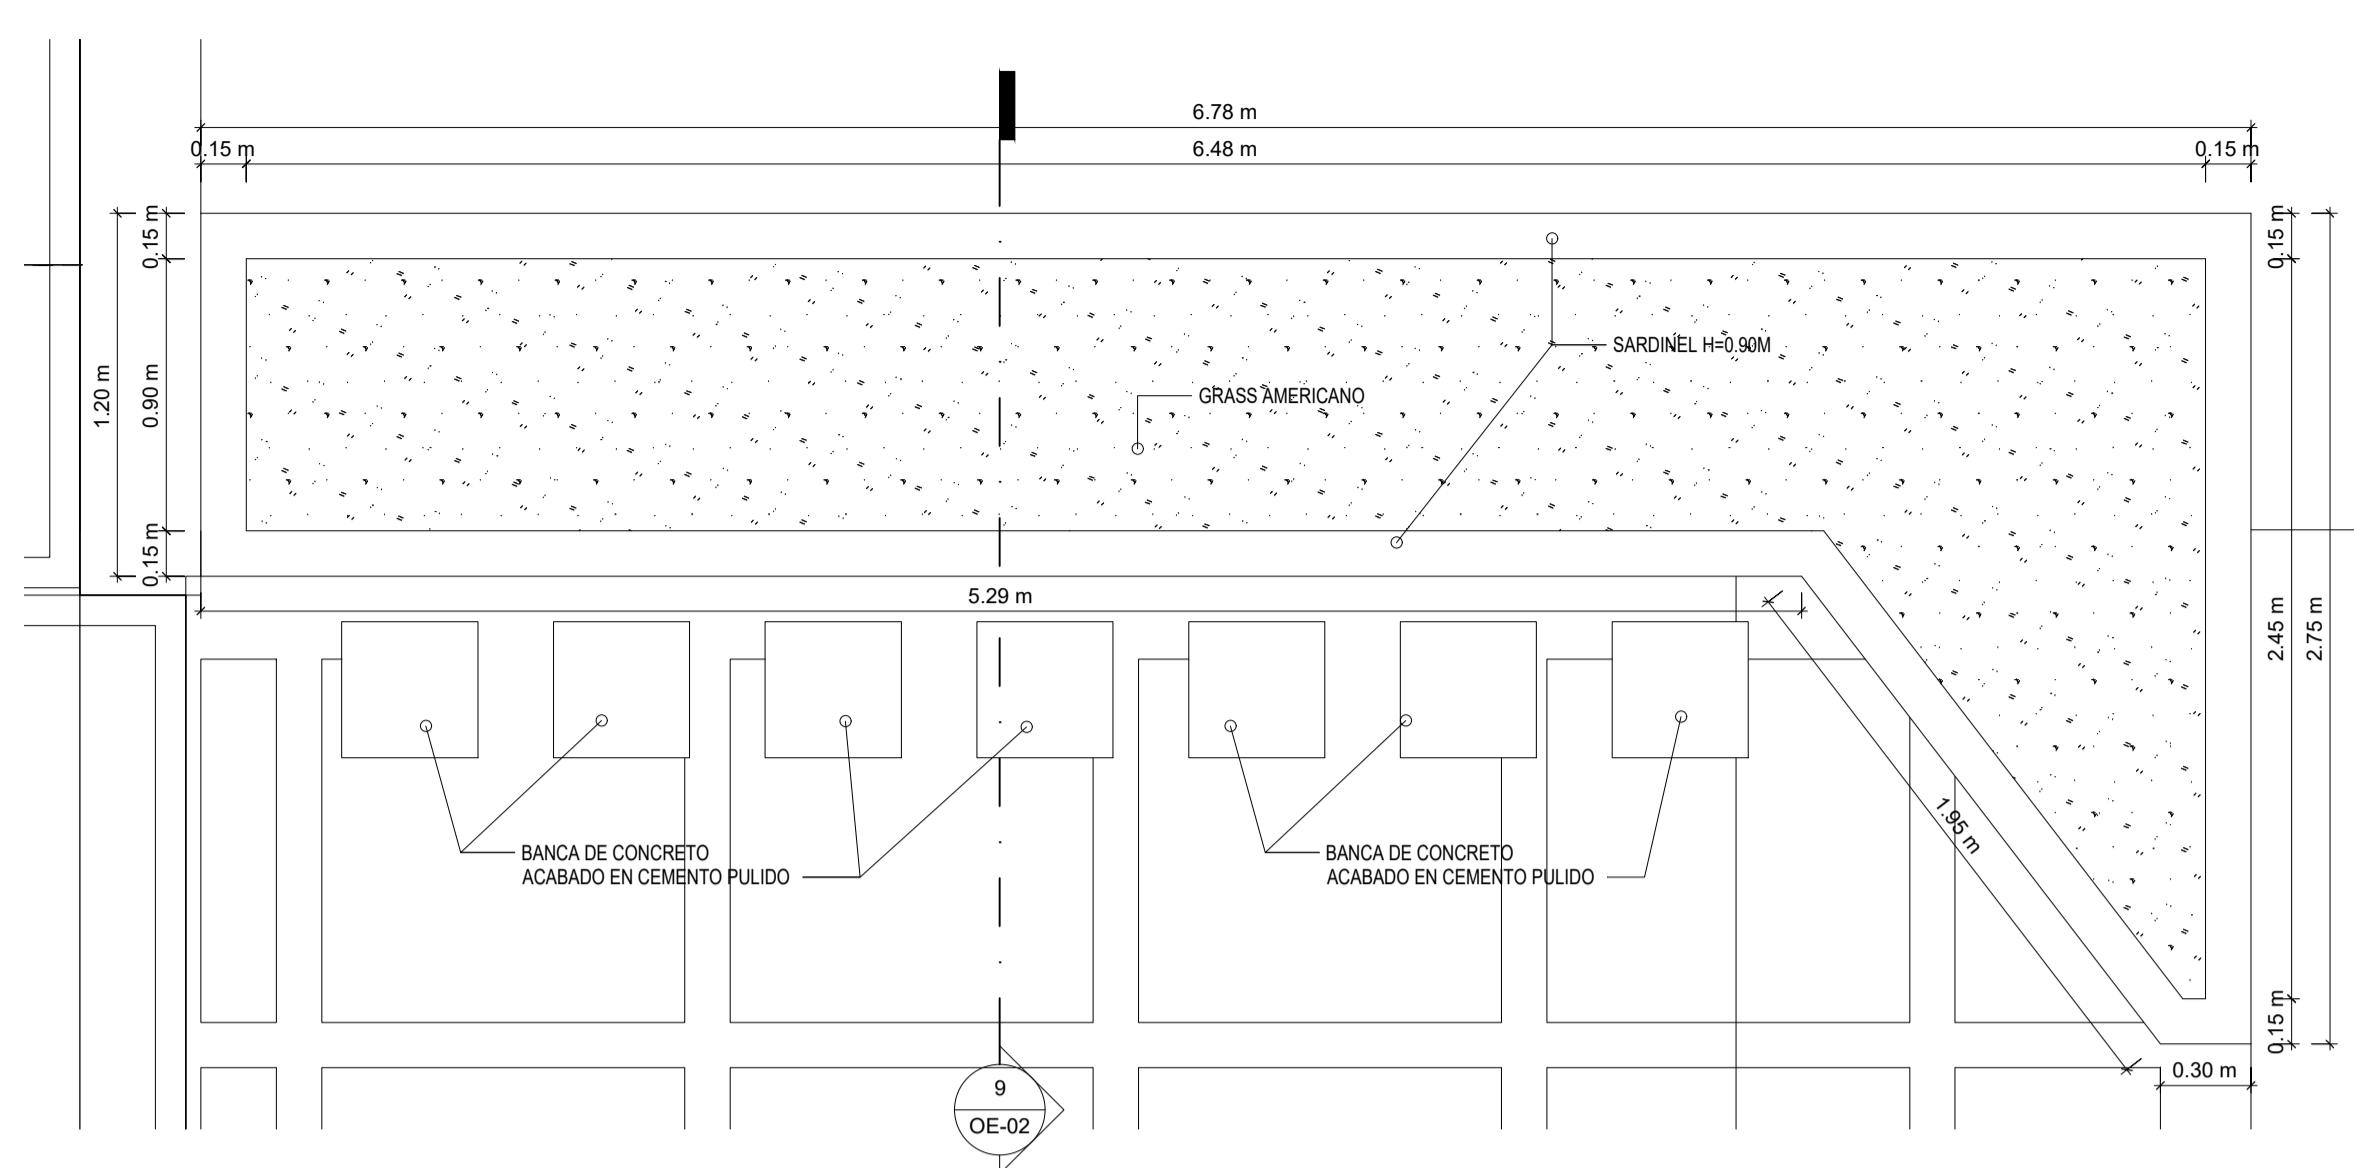 6.78 m
0.15 m
6.48 m
0.15 m
0.15 m
0.15 m
SARDINEL H=0.90M
GRASS AMERICANO
1.20 m
0.90 m
0.15 m
5.29 m
2.45 m
2.75 m
1.95 m
BANCA DE CONCRETO
ACABADO EN CEMENTO PULIDO
BANCA DE CONCRETO
ACABADO EN CEMENTO PULIDO
0.15 m
0.30 m
9
OE-02